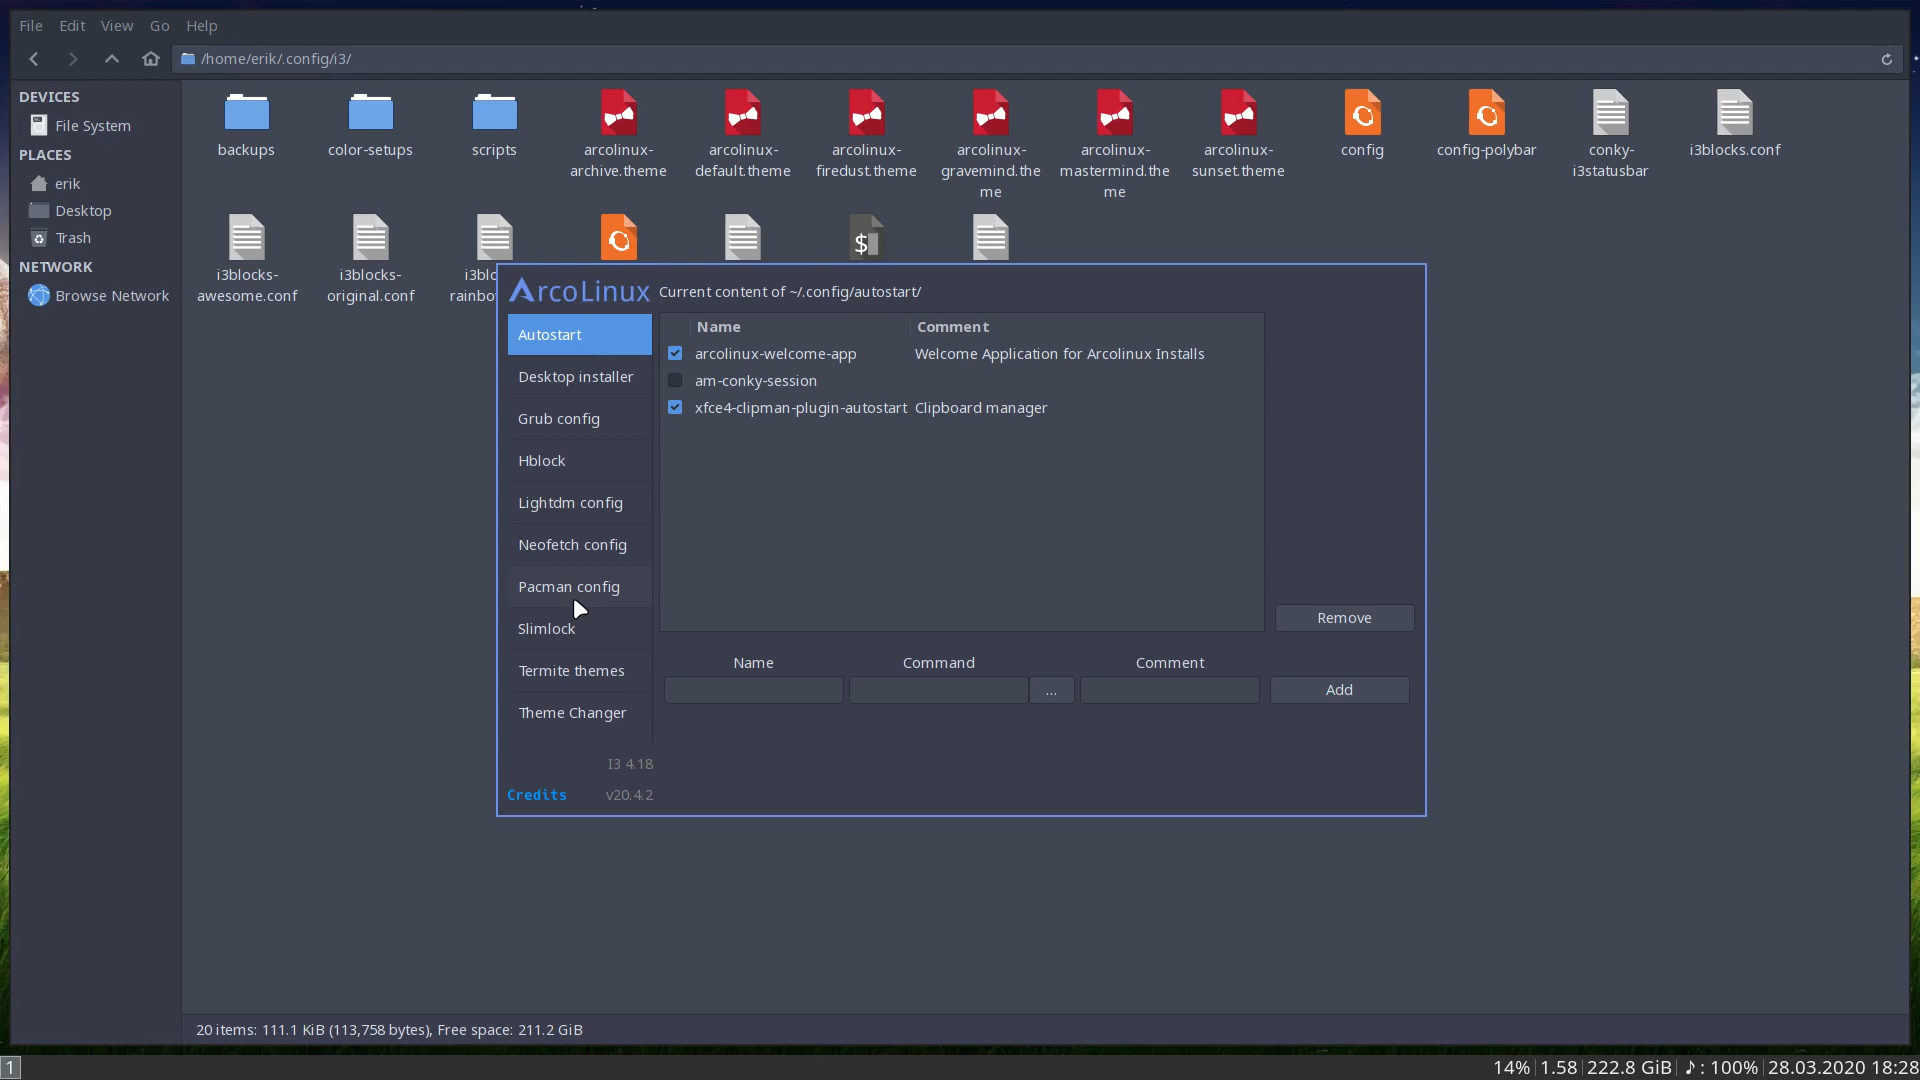 File Edit View Go Help
/home/erik/.config/i3/
DEVICES
File System
PLACES
erik
Desktop
Trash
NETWORK
Browse Network
backups
color-setups
scripts
arcolinux-
archive.theme
arcolinux-
default.theme
arcolinux-
firedust.theme
arcolinux-
gravemind.the
me
arcolinux-
mastermind.the
me
arcolinux-
sunset.theme
config
config-polybar
conky-
i3statusbar
i3blocks.conf
i3blocks-
awesome.conf
i3blocks-
original.conf
i3blc
rainbo
$
ArcoLinux
Current content of ~/.config/autostart/
Autostart
Desktop installer
Grub config
Hblock
Lightdm config
Neofetch config
Pacman config
Slimlock
Termite themes
Theme Changer
I3 4.18
Credits v20.4.2
Name Comment
arcolinux-welcome-app Welcome Application for Arcolinux Installs
am-conky-session
xfce4-clipman-plugin-autostart Clipboard manager
Remove
Name Command Comment
... Add
20 items: 111.1 KiB (113,758 bytes), Free space: 211.2 GiB
1
14% 1.58 222.8 GiB ♪: 100% 28.03.2020 18:28